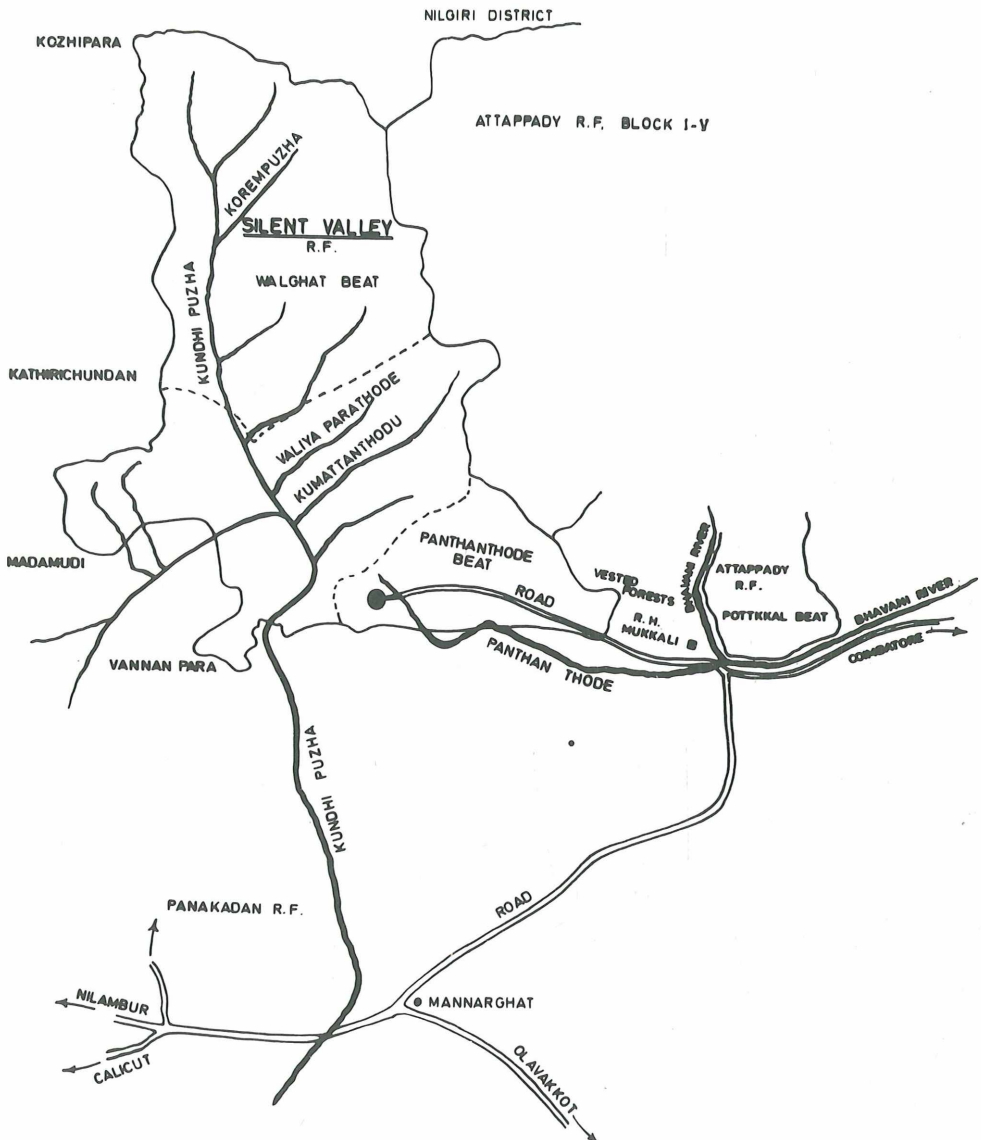 NILGIRI DISTRICT
KOZHIPARA
ATTAPPADY R.F. BLOCK I-V
KOREMPUZHA
SILENT VALLEY
R.F.
WALGHAT BEAT
KUNDHI PUZHA
KATHIRICHUNDAN
VALIYA PARATHODE
KUMATTANTHODU
MADAMUDI
PANTHANTHODE
BEAT
ROAD
VESTED
FORESTS
R.H.
MUKKALI
BHAVANI RIVER
ATTAPPADY
R.F.
POTTKKAL BEAT
BHAVANI RIVER
COIMBATORE
VANNAN PARA
PANTHAN THODE
KUNDHI PUZHA
ROAD
PANAKADAN R.F.
NILAMBUR
MANNARGHAT
CALICUT
OLAVAKKOT